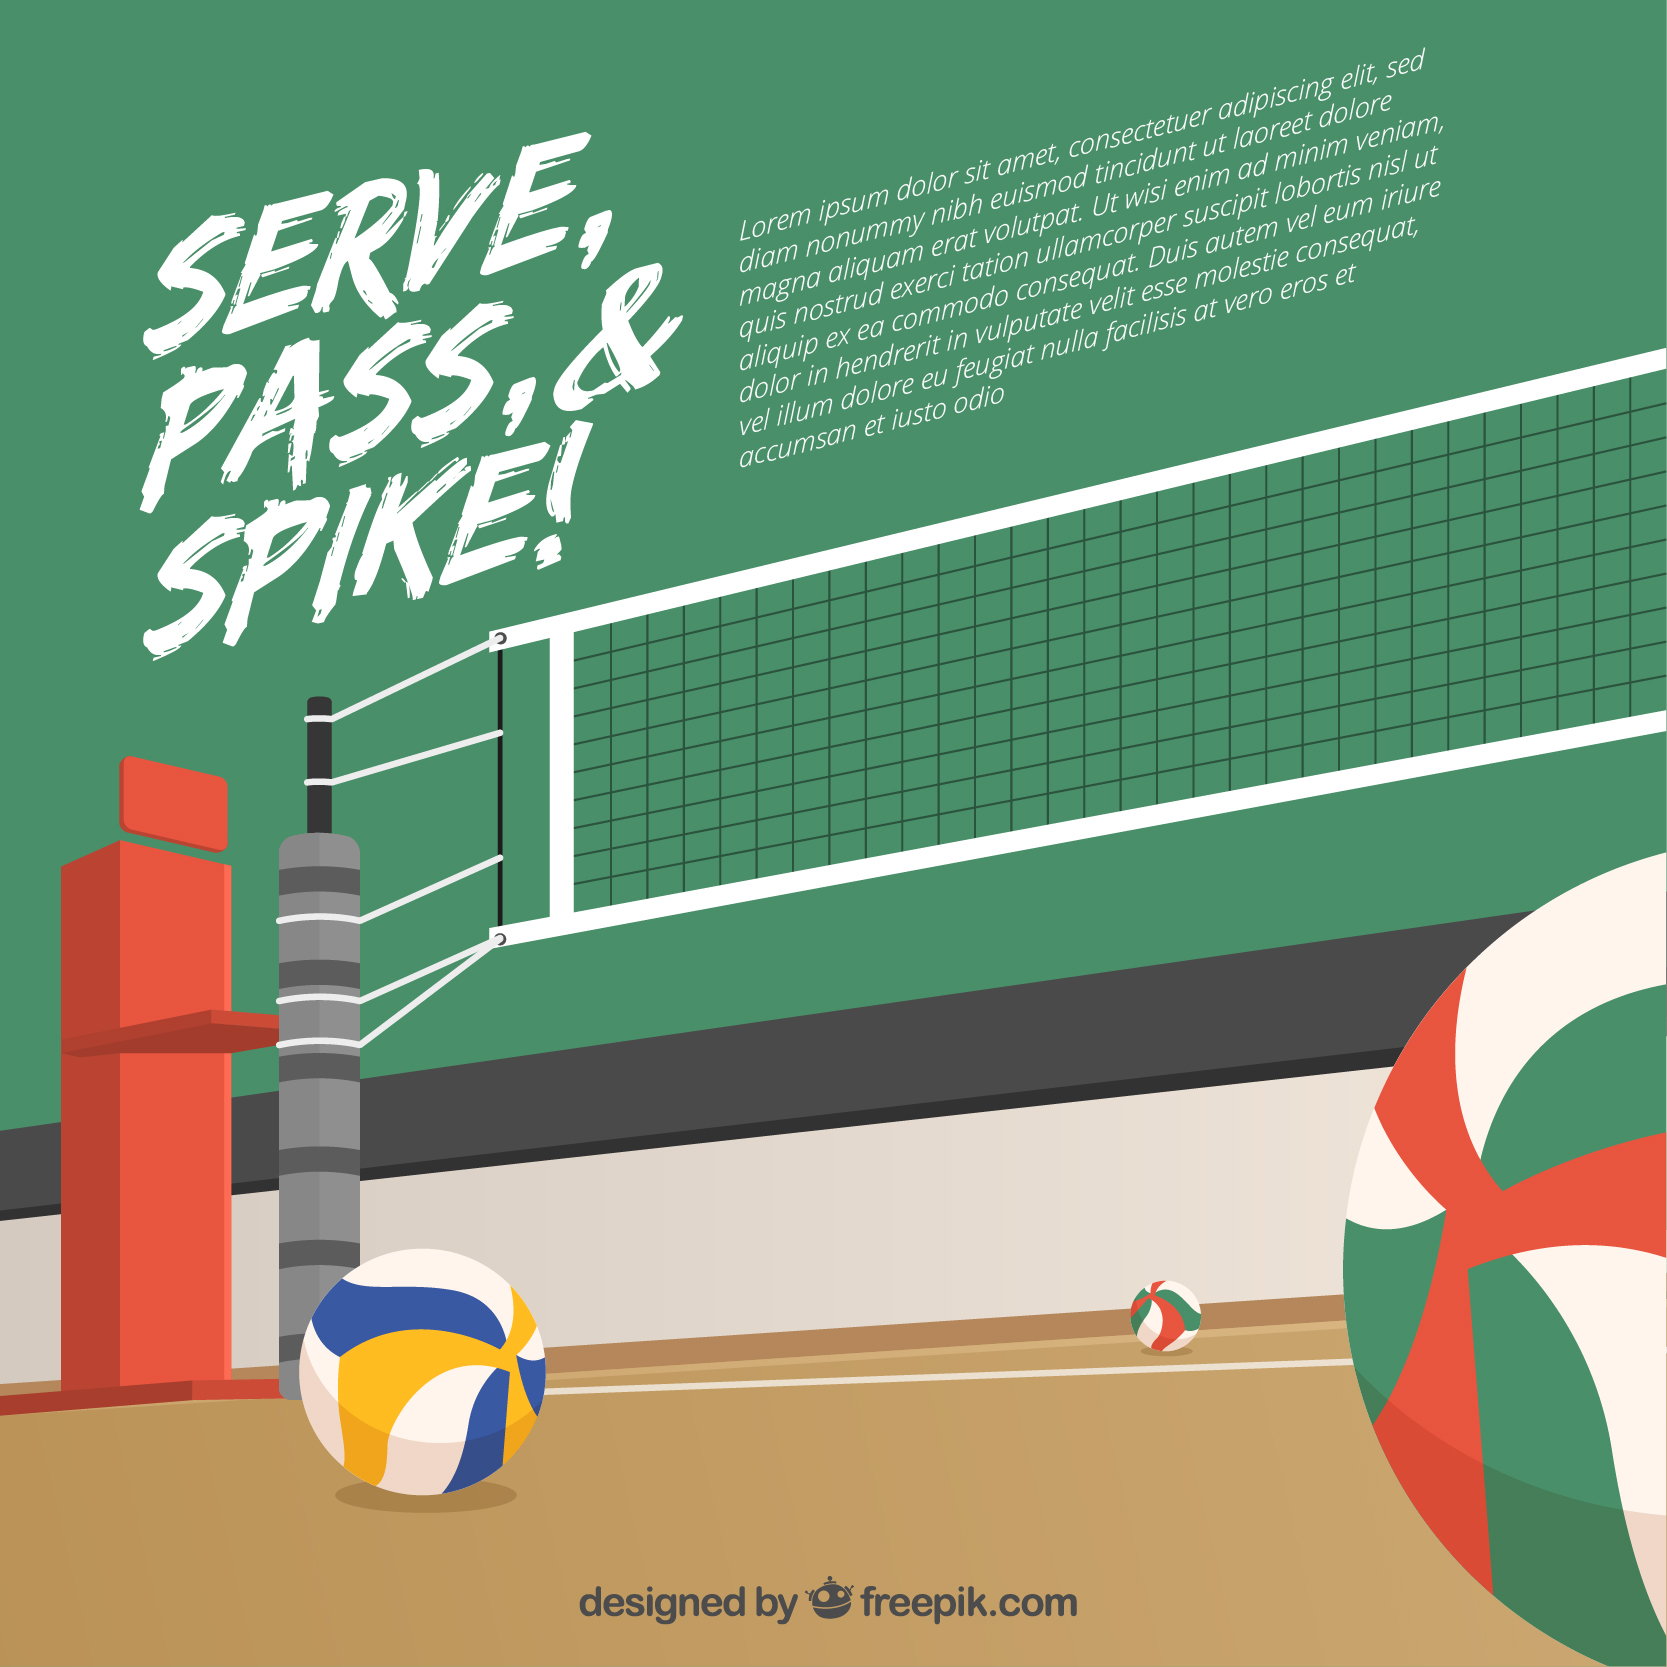 SERVE,
PASS, &
SPIKE!
Lorem ipsum dolor sit amet, consectetuer adipiscing elit, sed
diam nonummy nibh euismod tincidunt ut laoreet dolore
magna aliquam erat volutpat. Ut wisi enim ad minim veniam,
quis nostrud exerci tation ullamcorper suscipit lobortis nisl ut
aliquip ex ea commodo consequat. Duis autem vel eum iriure
dolor in hendrerit in vulputate velit esse molestie consequat,
vel illum dolore eu feugiat nulla facilisis at vero eros et
accumsan et iusto odio
designed by freepik.com